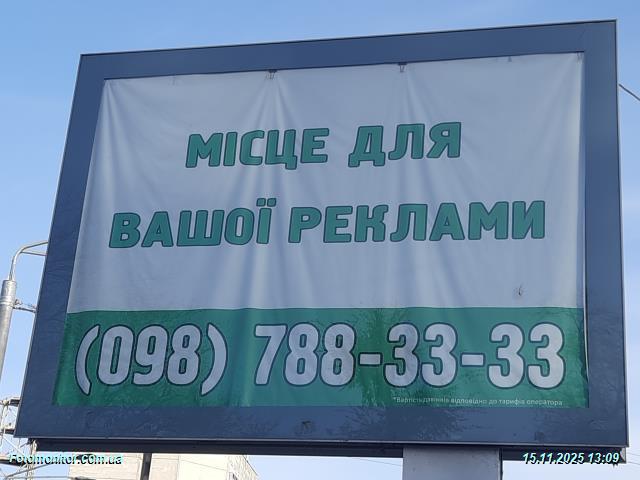 МІСЦЕ ДЛЯ
ВАШОЇ РЕКЛАМИ
(098) 788-33-33
*Вартість дзвінків відповідно до тарифів оператора
Fotomonitor.Com.ua
15.11.2025 13:09